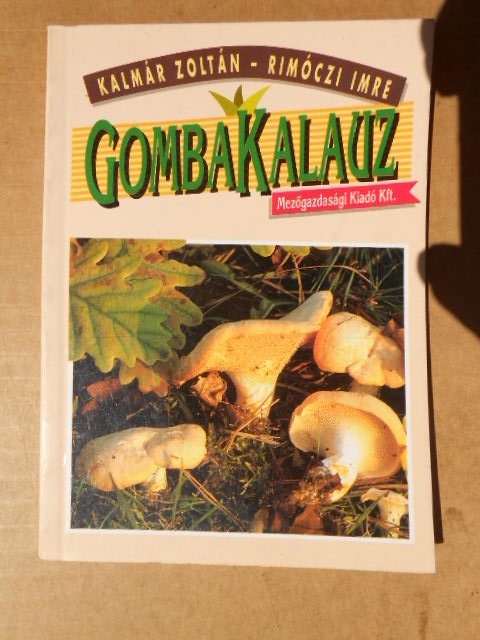 KALMÁR ZOLTÁN - RIMÓCZI IMRE
GOMBAKALAUZ
Mezőgazdasági Kiadó Kft.